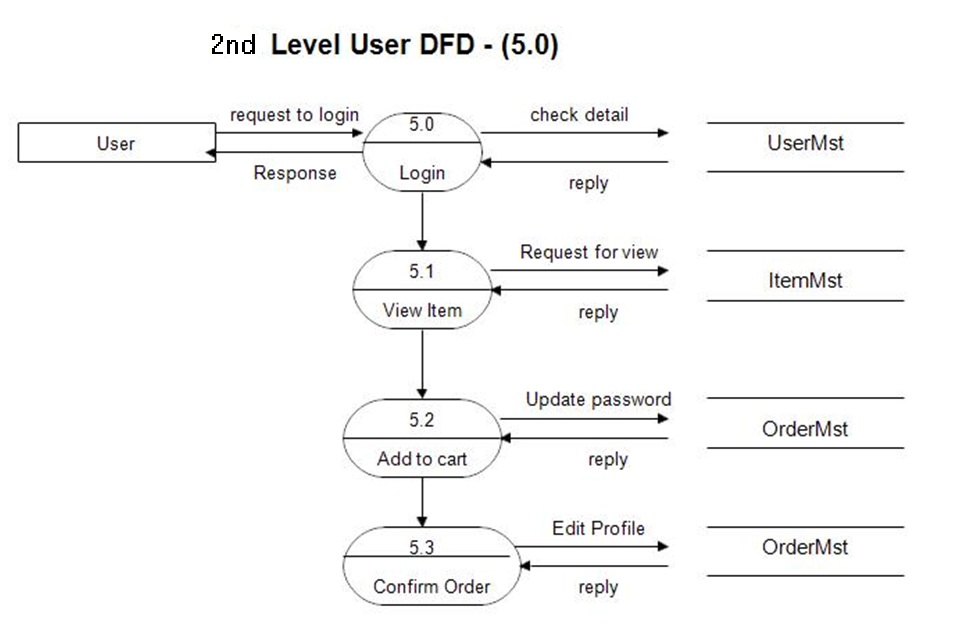 2nd Level User DFD - (5.0)
request to login
5.0
check detail
User
UserMst
Response
Login
reply
5.1
Request for view
ItemMst
View Item
reply
5.2
Update password
OrderMst
Add to cart
reply
5.3
Edit Profile
OrderMst
Confirm Order
reply